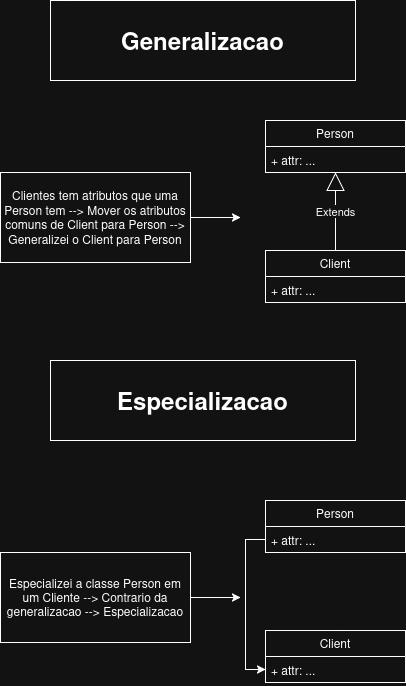 Generalizacao
Person
+ attr: ...
Clientes tem atributos que uma
Person tem --> Mover os atributos
comuns de Client para Person -->
Generalizei o Client para Person
Extends
Client
+ attr: ...
Especializacao
Person
+ attr: ...
Especializei a classe Person em
um Cliente --> Contrario da
generalizacao --> Especializacao
Client
+ attr: ...